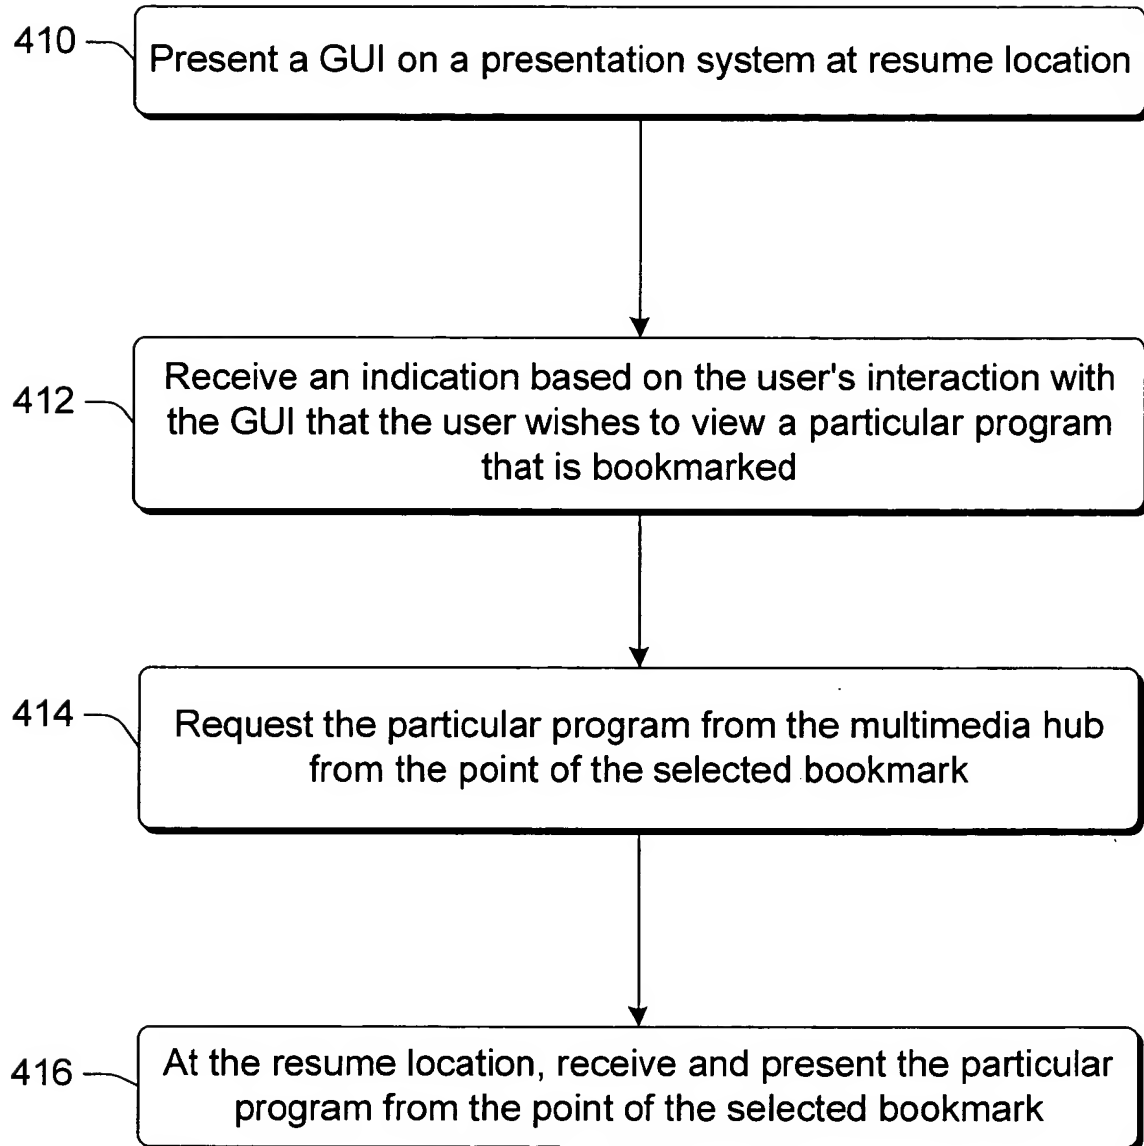 410
Present a GUI on a presentation system at resume location
412
Receive an indication based on the user's interaction with
the GUI that the user wishes to view a particular program
that is bookmarked
414
Request the particular program from the multimedia hub
from the point of the selected bookmark
416
At the resume location, receive and present the particular
program from the point of the selected bookmark